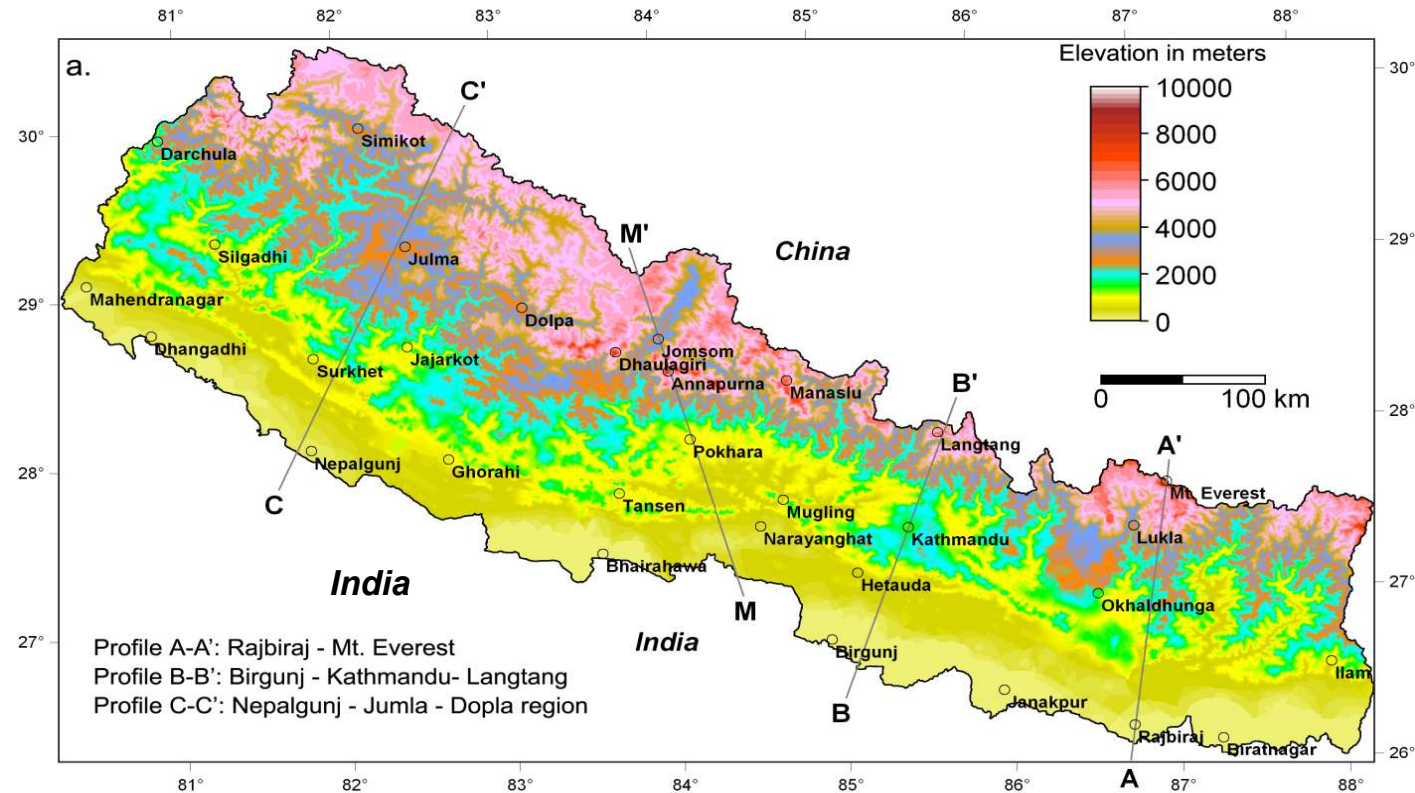 81° 82° 83° 84° 85° 86° 87° 88°
a.
Elevation in meters
10000
8000
6000
4000
2000
0
0 100 km
30°
29°
28°
27°
26°
30°
29°
28°
27°
C'
Simikot
Darchula
M'
China
Silgadhi
Julma
Mahendranagar
Dolpa
Dhangadhi
Jomsom
Surkhet
Jajarkot
Dhaulagiri
Annapurna
Manaslu
B'
Langtang
A'
Nepalgunj
Ghorahi
Pokhara
Mt. Everest
C
Tansen
Mugling
Narayanghat
Kathmandu
Lukla
Bhairahawa
Hetauda
India
M
Okhaldhunga
India
Birgunj
Ilam
B
Janakpur
Rajbiraj
Biratnagar
A
Profile A-A’: Rajbiraj - Mt. Everest
Profile B-B’: Birgunj - Kathmandu- Langtang
Profile C-C’: Nepalgunj - Jumla - Dopla region
81° 82° 83° 84° 85° 86° 87° 88°